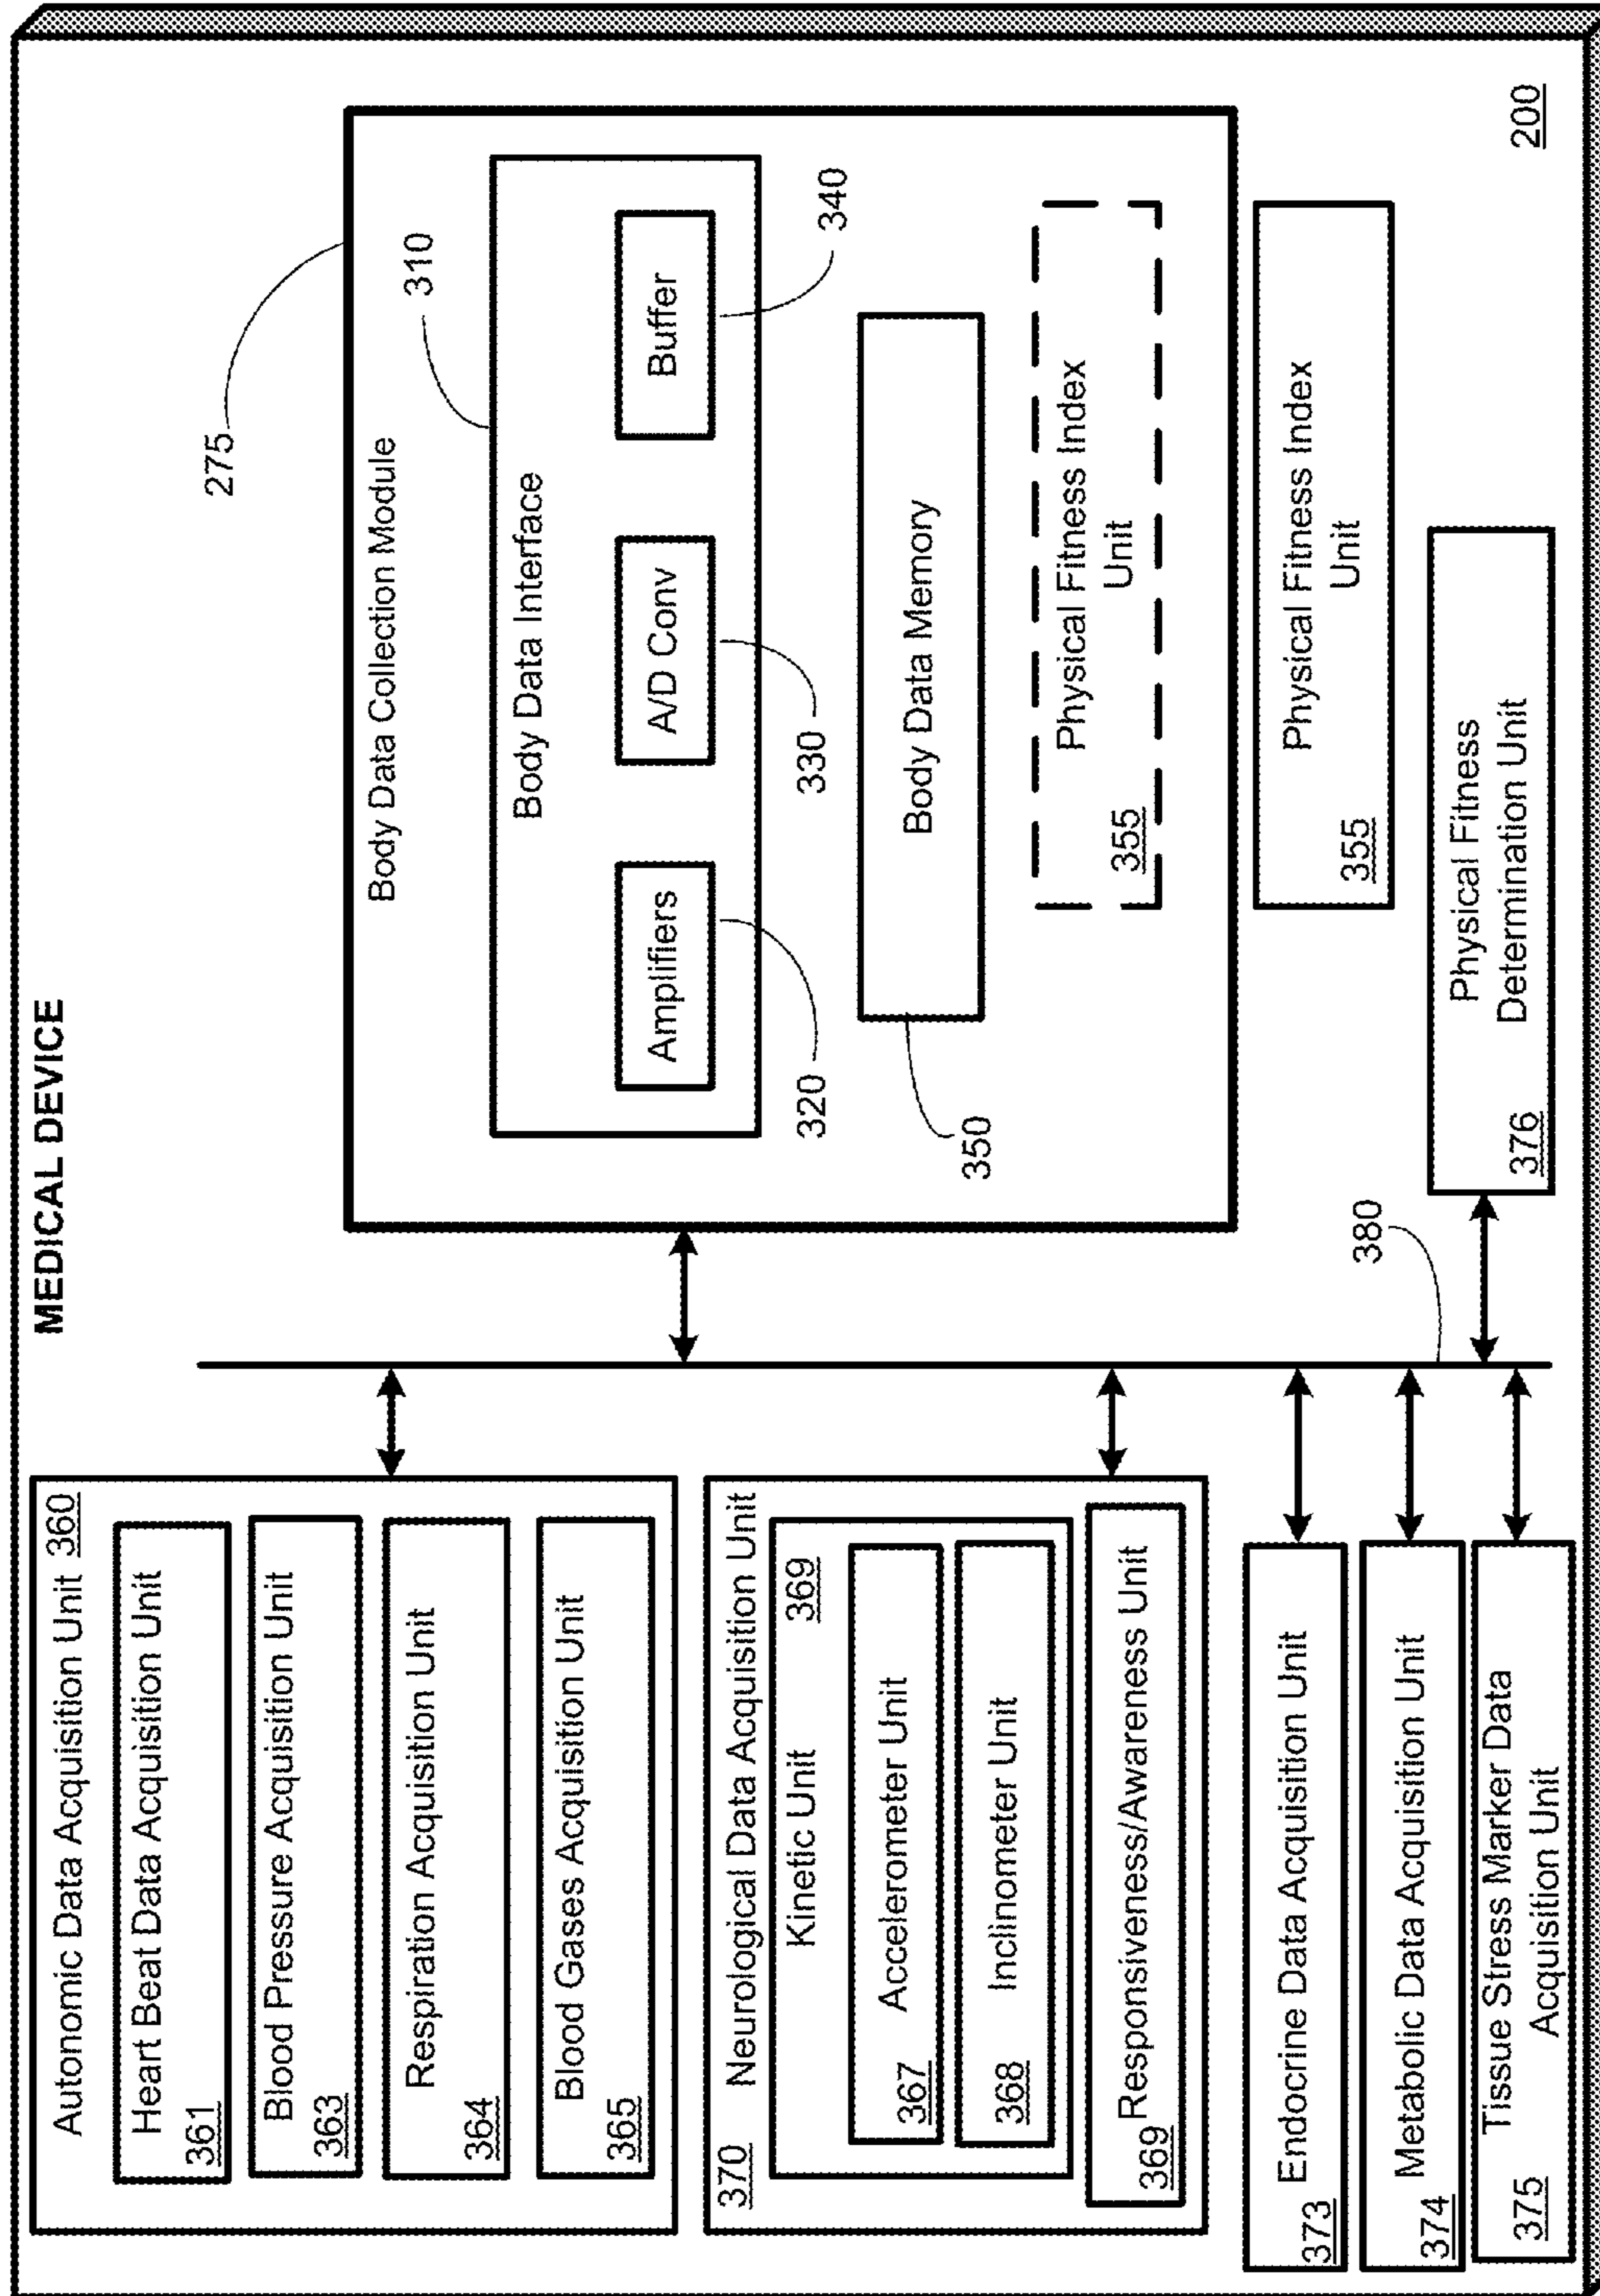 MEDICAL DEVICE
Autonomic Data Acquisition Unit 360
Heart Beat Data Acquisition Unit
361
Blood Pressure Acquisition Unit
363
Respiration Acquisition Unit
364
Blood Gases Acquisition Unit
365
Neurological Data Acquisition Unit
370
Kinetic Unit 369
Accelerometer Unit
367
Inclinometer Unit
368
Responsiveness/Awareness Unit
369
Endocrine Data Acquisition Unit
373
Metabolic Data Acquisition Unit
374
Tissue Stress Marker Data
Acquisition Unit
375
380
275
Body Data Collection Module
310
Body Data Interface
Amplifiers
A/D Conv
Buffer
320
330
340
Body Data Memory
350
Physical Fitness Index
Unit
355
Physical Fitness Index
Unit
355
Physical Fitness
Determination Unit
376
200